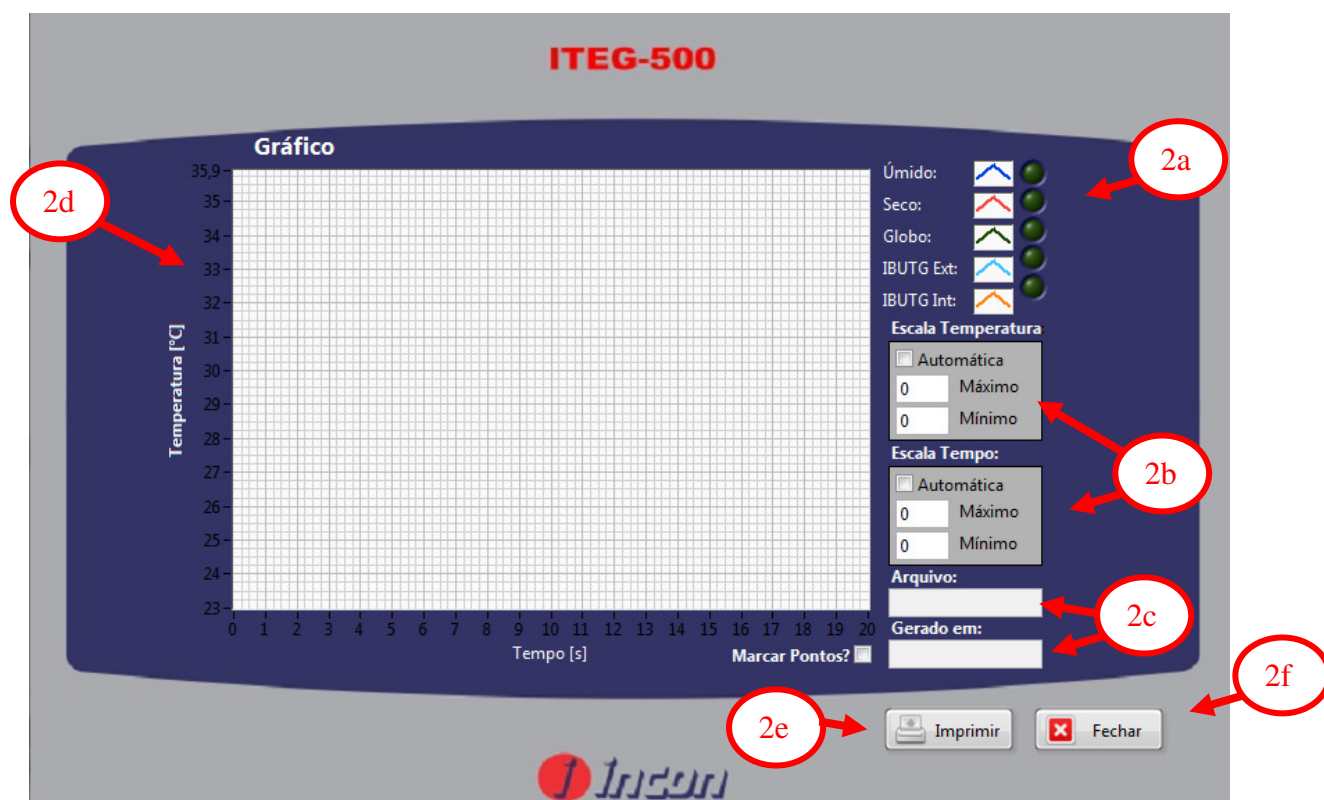 ITEG-500
Gráfico
2a
2d
35,9
35
34
33
32
31
30
29
28
27
26
25
24
23
Temperatura [°C]
0 1 2 3 4 5 6 7 8 9 10 11 12 13 14 15 16 17 18 19 20
Tempo [s]
Marcar Pontos?
Úmido:
Seco:
Globo:
IBUTG Ext:
IBUTG Int:
Escala Temperatura:
Automática
0 Máximo
0 Mínimo
2b
Escala Tempo:
Automática
0 Máximo
0 Mínimo
Arquivo:
2c
Gerado em:
2f
2e
Imprimir
Fechar
Incon